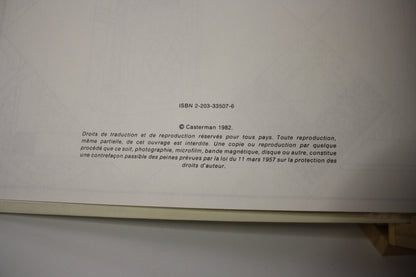 ISBN 2-203-33507-6
© Casterman 1982.
Droits de traduction et de reproduction réservés pour tous pays. Toute reproduction,
même partielle, de cet ouvrage est interdite. Une copie ou reproduction par quelque
procédé que ce soit, photographie, microfilm, bande magnétique, disque ou autre, constitue
une contrefaçon passible des peines prévues par la loi du 11 mars 1957 sur la protection des
droits d'auteur.